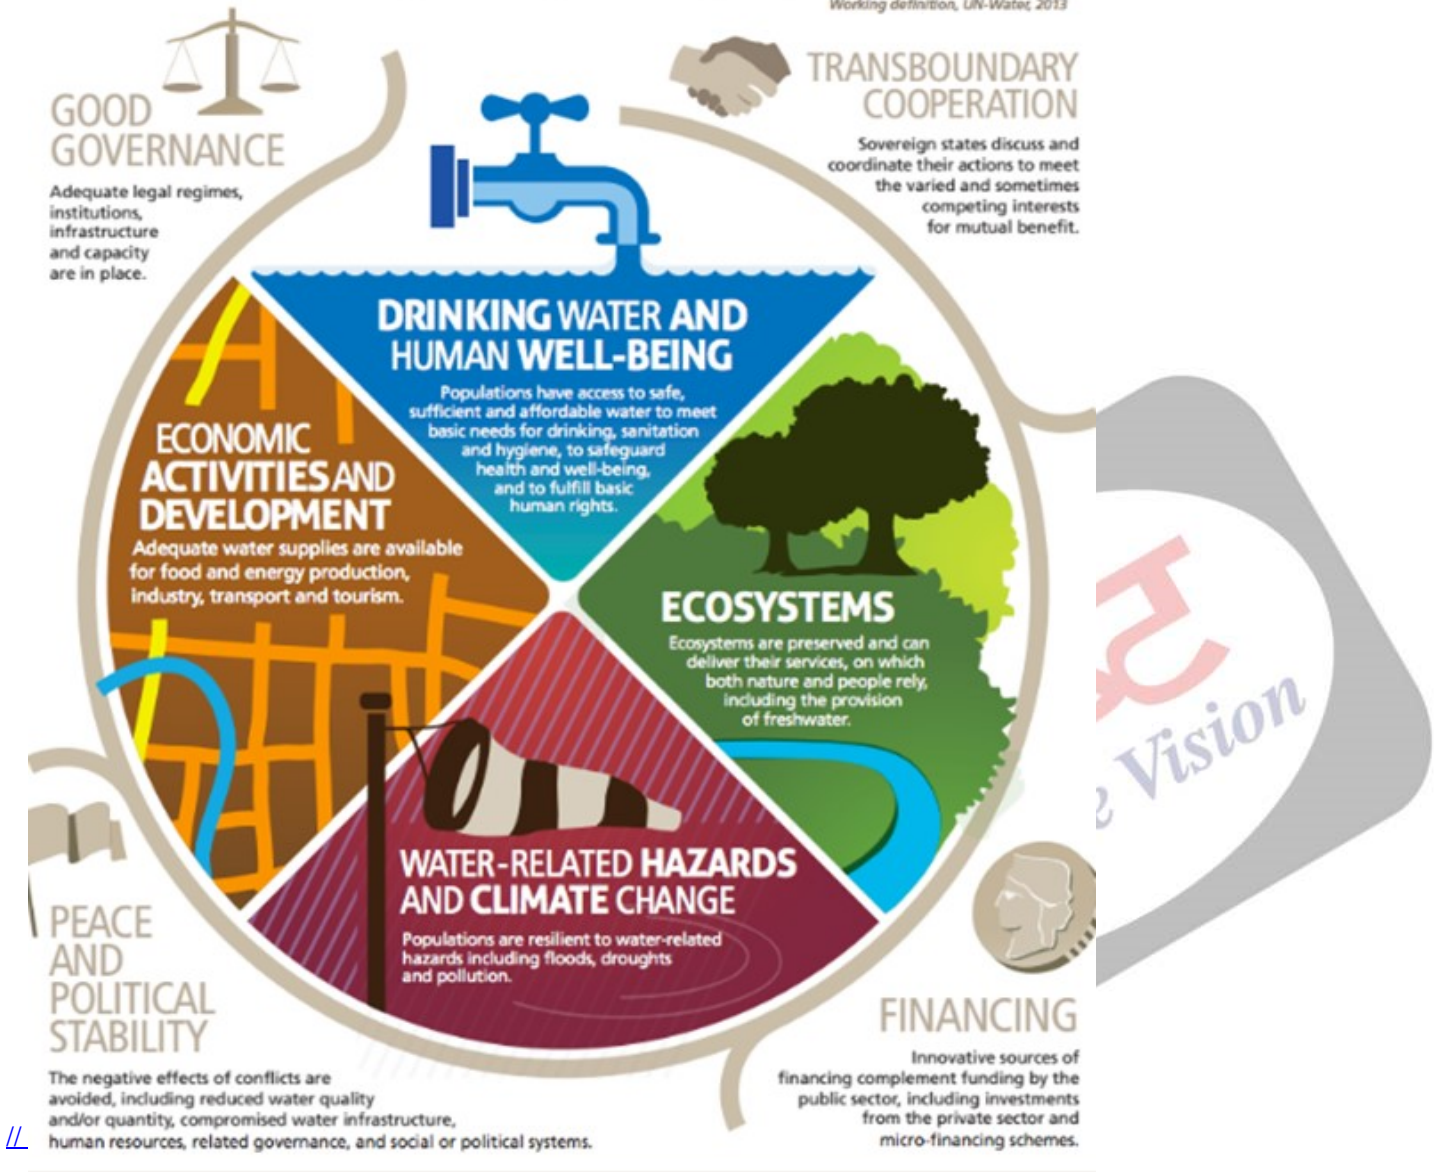 Working definition, UN-Water, 2013
GOOD
GOVERNANCE
Adequate legal regimes,
institutions,
infrastructure
and capacity
are in place.
TRANSBOUNDARY
COOPERATION
Sovereign states discuss and
coordinate their actions to meet
the varied and sometimes
competing interests
for mutual benefit.
DRINKING WATER AND
HUMAN WELL-BEING
Populations have access to safe,
sufficient and affordable water to meet
basic needs for drinking, sanitation
and hygiene, to safeguard
health and well-being,
and to fulfill basic
human rights.
ECONOMIC
ACTIVITIES AND
DEVELOPMENT
Adequate water supplies are available
for food and energy production,
industry, transport and tourism.
ECOSYSTEMS
Ecosystems are preserved and can
deliver their services, on which
both nature and people rely,
including the provision
of freshwater.
WATER-RELATED HAZARDS
AND CLIMATE CHANGE
Populations are resilient to water-related
hazards including floods, droughts
and pollution.
PEACE
AND
POLITICAL
STABILITY
The negative effects of conflicts are
avoided, including reduced water quality
and/or quantity, compromised water infrastructure,
// human resources, related governance, and social or political systems.
FINANCING
Innovative sources of
financing complement funding by the
public sector, including investments
from the private sector and
micro-financing schemes.
Vision